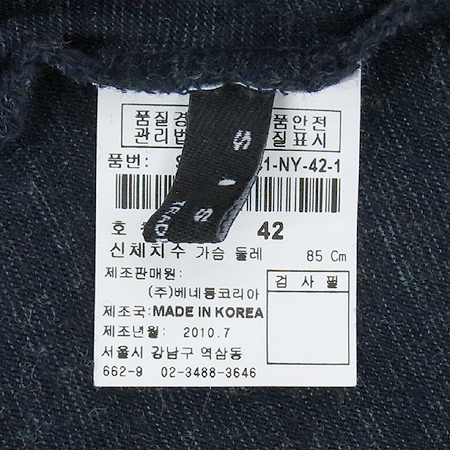 품질경 품안전
관리법 질표시
품번: 1-NY-42-1
호 42
신체치수 가슴 둘레 85 Cm
제조판매원: 검 사 필
(주)베네통코리아
제조국:MADE IN KOREA
제조년월: 2010.7
서울시 강남구 역삼동
662-9 02-3488-3646
S
S